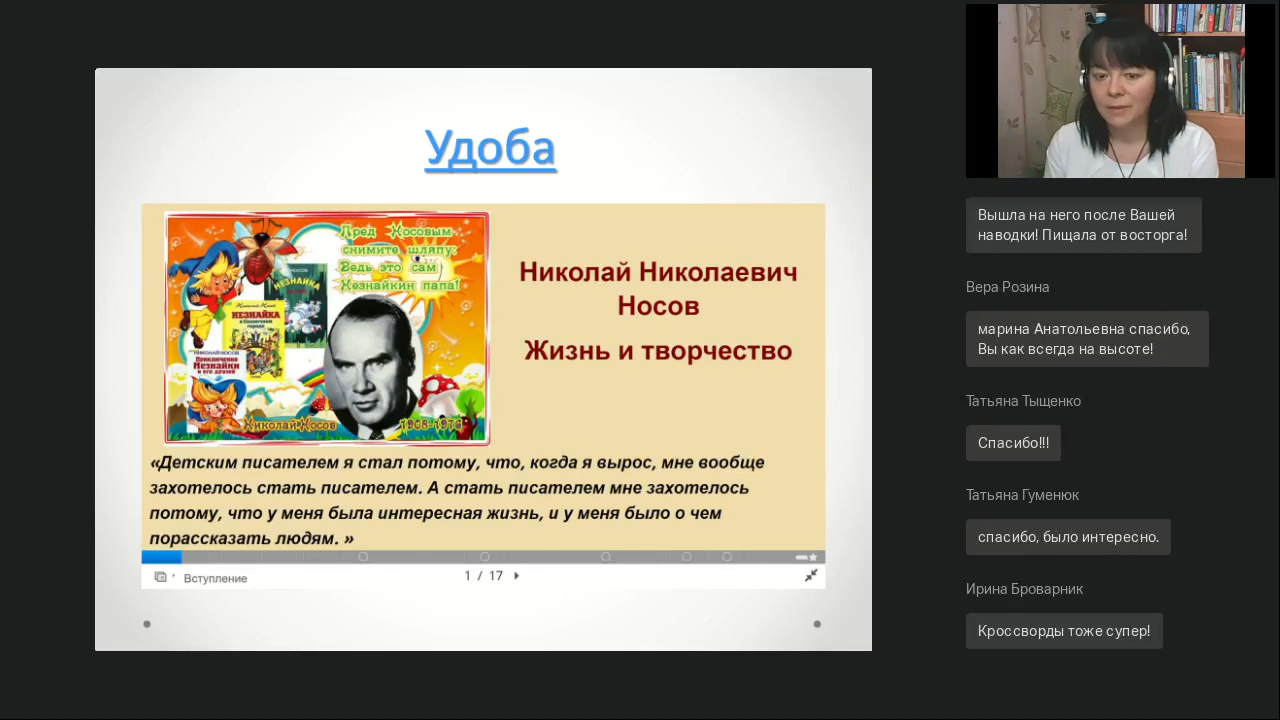 Удоба
Пред Носовым
снимите шляпу:
Ведь это сам
Незнайкин папа!
НЕЗНАЙКА
НЕЗНАЙКА
в Солнечном
городе
НИКОЛАЙ НОСОВ
Приключения
Незнайки
и его друзей
Николай Носов
1908-1976
Николай Николаевич
Носов
Жизнь и творчество
«Детским писателем я стал потому, что, когда я вырос, мне вообще
захотелось стать писателем. А стать писателем мне захотелось
потому, что у меня была интересная жизнь, и у меня было о чем
порассказать людям. »
Вступление
1 / 17
Вышла на него после Вашей
наводки! Пищала от восторга!
Вера Розина
марина Анатольевна спасибо,
Вы как всегда на высоте!
Татьяна Тыщенко
Спасибо!!!
Татьяна Гуменюк
спасибо, было интересно.
Ирина Броварник
Кроссворды тоже супер!